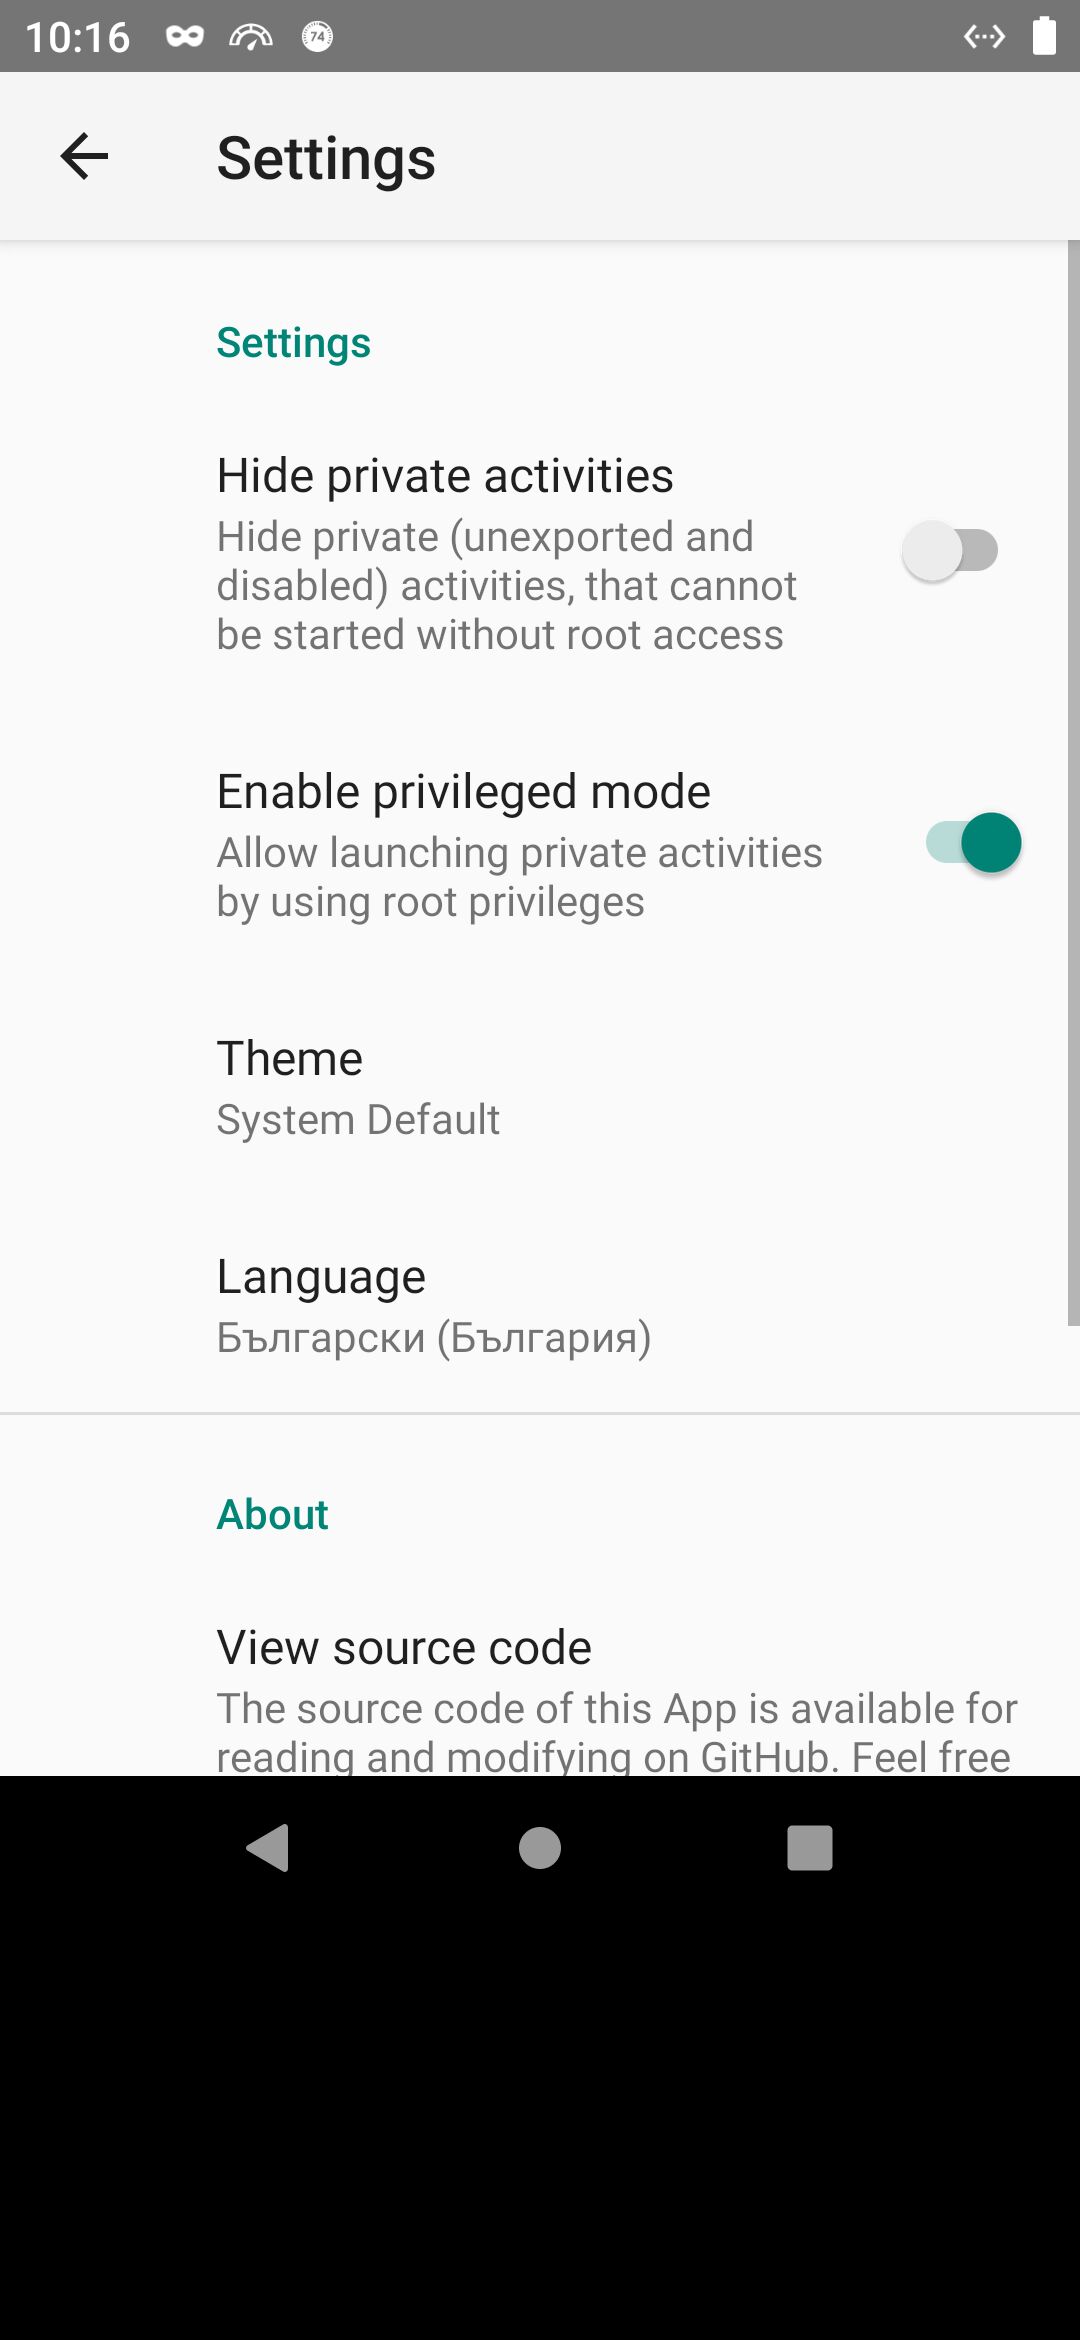 10:16
74
Settings
Settings
Hide private activities
Hide private (unexported and
disabled) activities, that cannot
be started without root access
Enable privileged mode
Allow launching private activities
by using root privileges
Theme
System Default
Language
Български (България)
About
View source code
The source code of this App is available for
reading and modifying on GitHub. Feel free